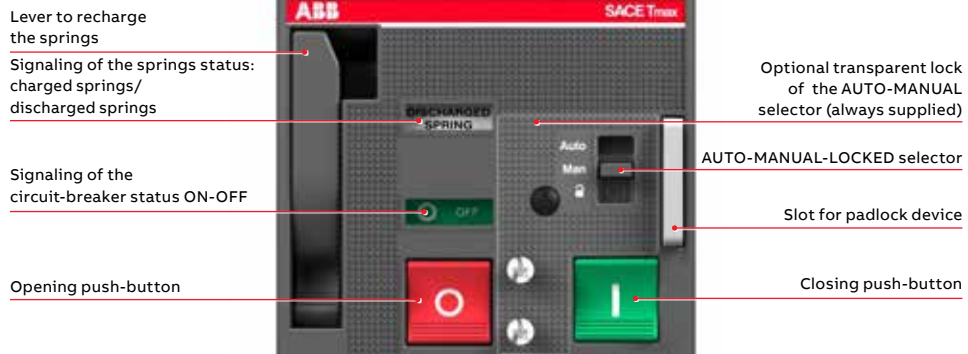 Lever to recharge
the springs
Signaling of the springs status:
charged springs/
discharged springs
Signaling of the
circuit-breaker status ON-OFF
Opening push-button
ABB
SACE Tmax
DISCHARGED
SPRING
Auto
Man
O OFF
O
I
Optional transparent lock
of the AUTO-MANUAL
selector (always supplied)
AUTO-MANUAL-LOCKED selector
Slot for padlock device
Closing push-button